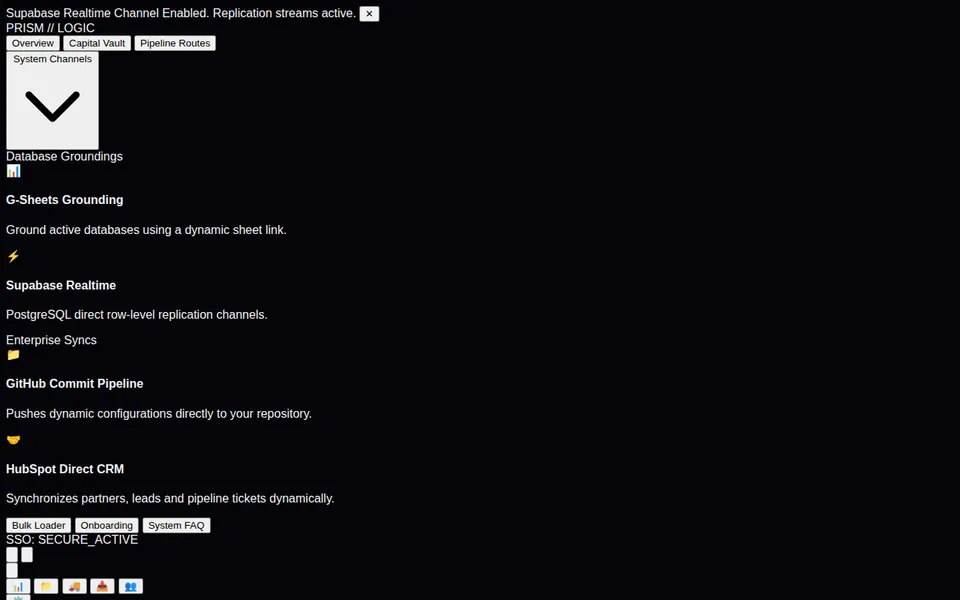 Supabase Realtime Channel Enabled. Replication streams active. ×
PRISM // LOGIC
Overview Capital Vault Pipeline Routes
System Channels
Database Groundings
G-Sheets Grounding
Ground active databases using a dynamic sheet link.
Supabase Realtime
PostgreSQL direct row-level replication channels.
Enterprise Syncs
GitHub Commit Pipeline
Pushes dynamic configurations directly to your repository.
HubSpot Direct CRM
Synchronizes partners, leads and pipeline tickets dynamically.
Bulk Loader Onboarding System FAQ
SSO: SECURE_ACTIVE